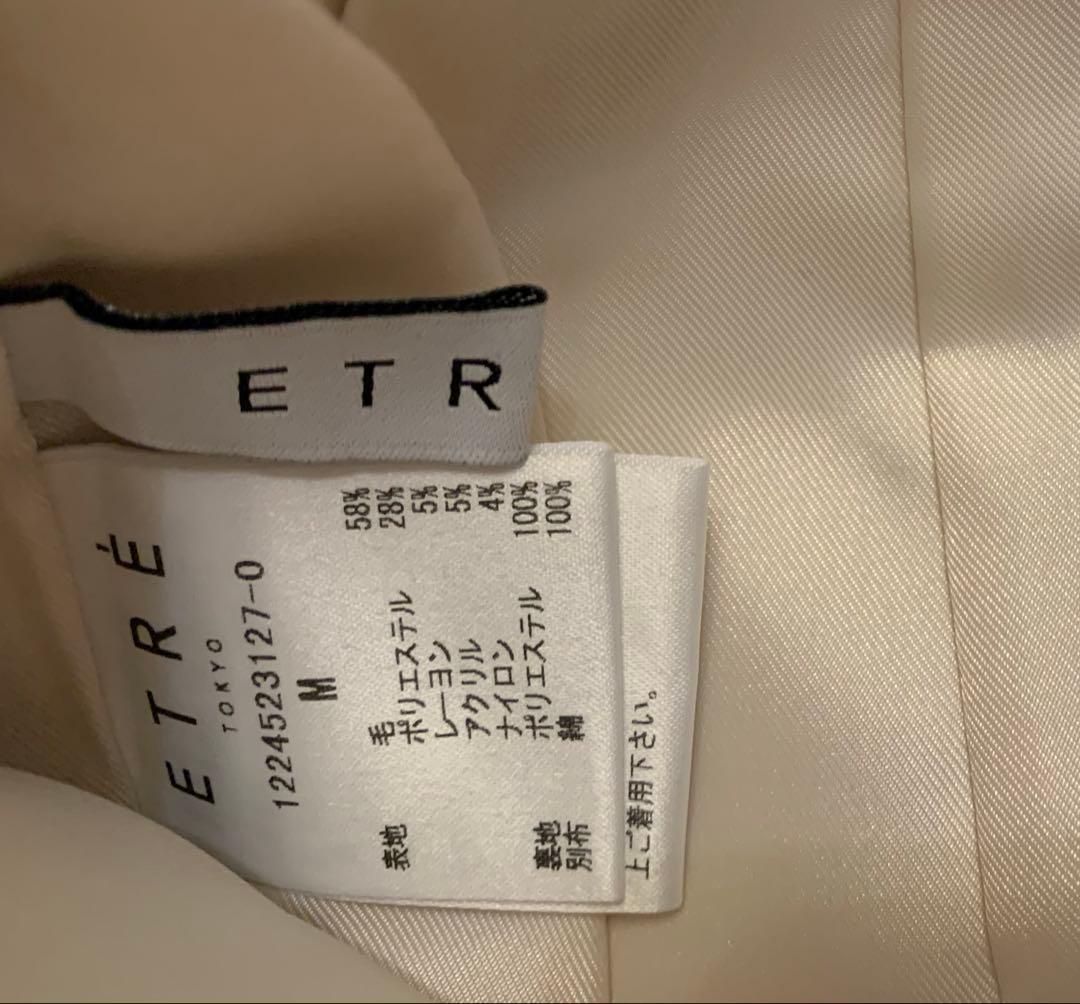 ETR
ETRÉ
TOKYO
1224523127-0
M
表地 毛 58%
ポリエステル 28%
レーヨン 5%
アクリル 5%
ナイロン 4%
裏地 ポリエステル 100%
別布 綿 100%
上ご着用下さい。